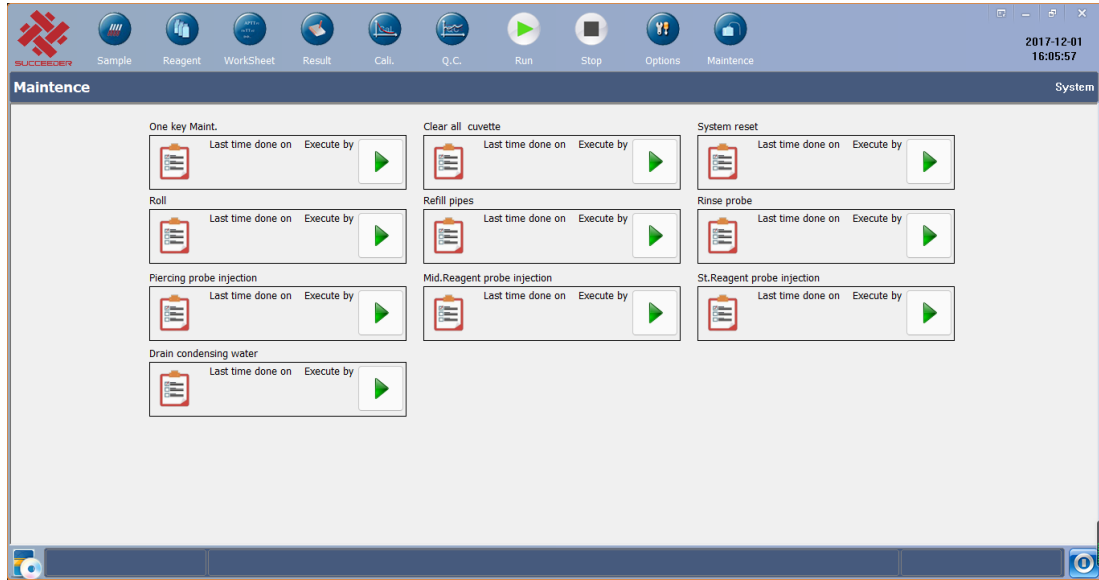 SUCCEEDER
Sample
Reagent
WorkSheet
Result
Cali.
Q.C.
Run
Stop
Options
Maintence
2017-12-01
16:05:57
Maintence
System
One key Maint.
Last time done on Execute by
Clear all cuvette
Last time done on Execute by
System reset
Last time done on Execute by
Roll
Last time done on Execute by
Refill pipes
Last time done on Execute by
Rinse probe
Last time done on Execute by
Piercing probe injection
Last time done on Execute by
Mid.Reagent probe injection
Last time done on Execute by
St.Reagent probe injection
Last time done on Execute by
Drain condensing water
Last time done on Execute by